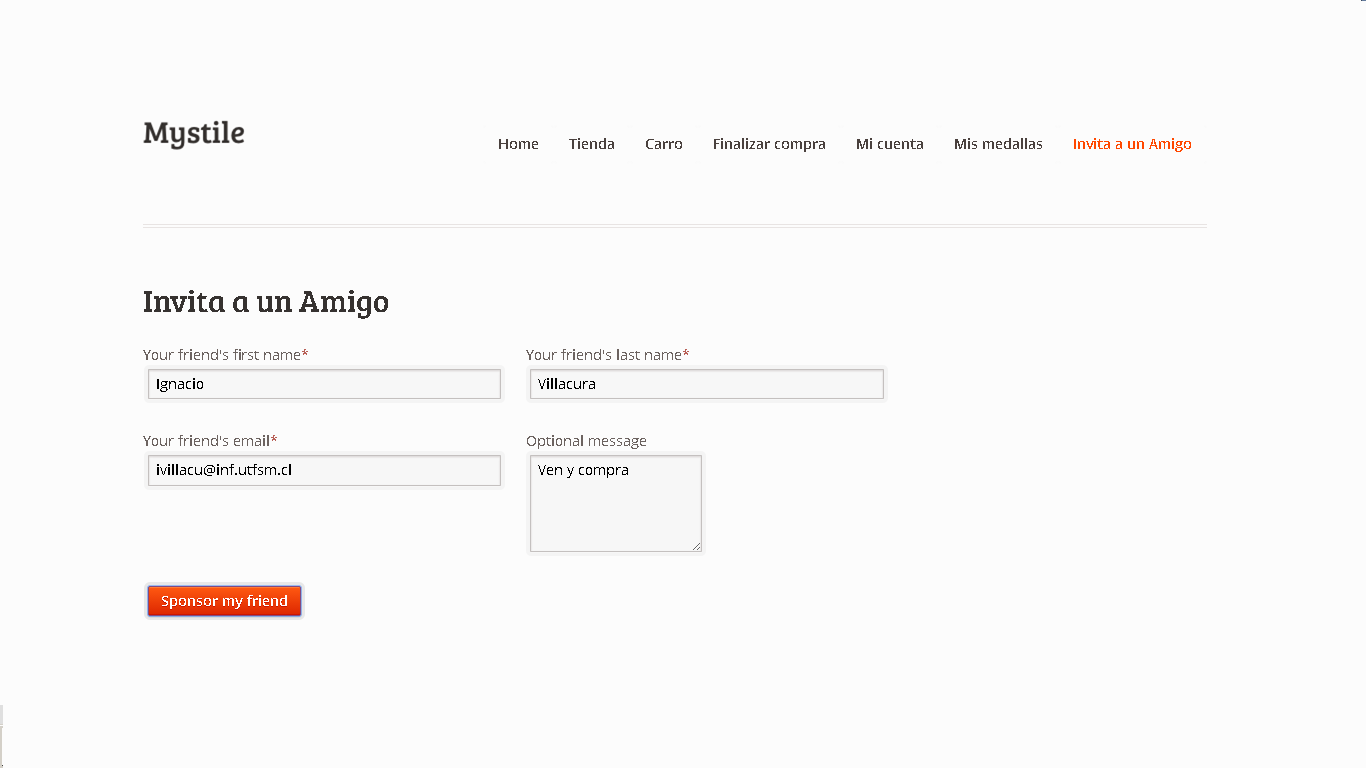 Mystile
Home Tienda Carro Finalizar compra Mi cuenta Mis medallas Invita a un Amigo
Invita a un Amigo
Your friend's first name* Your friend's last name*
Ignacio Villacura
Your friend's email* Optional message
ivillacu@inf.utfsm.cl Ven y compra
Sponsor my friend